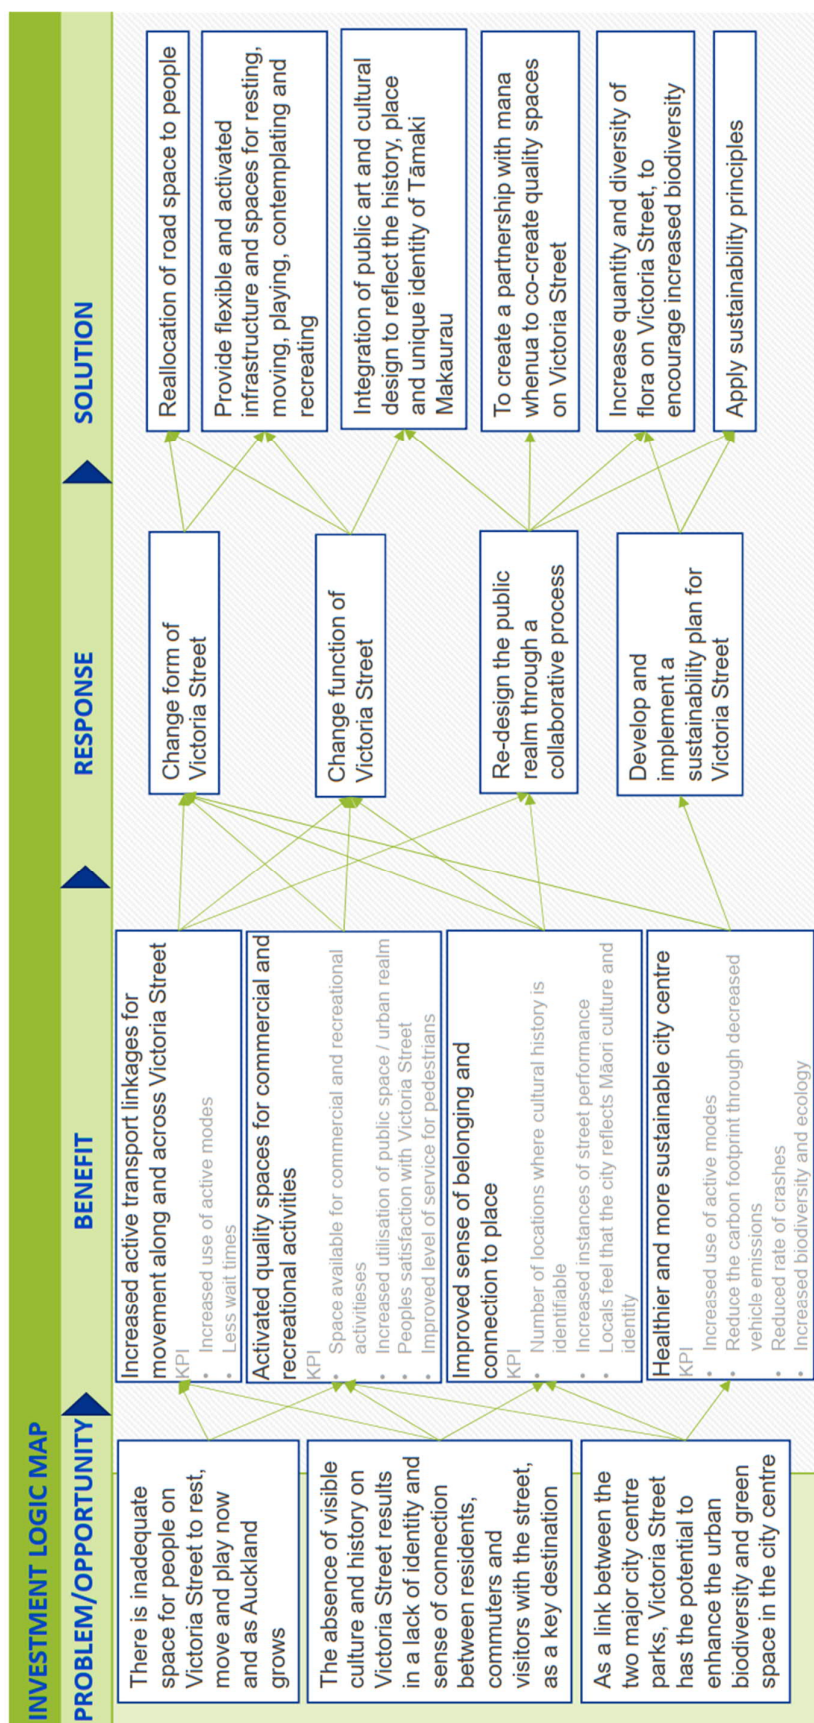 INVESTMENT LOGIC MAP
PROBLEM/OPPORTUNITY
BENEFIT
RESPONSE
SOLUTION
There is inadequate
space for people on
Victoria Street to rest,
move and play now
and as Auckland
grows
The absence of visible
culture and history on
Victoria Street results
in a lack of identity and
sense of connection
between residents,
commuters and
visitors with the street,
as a key destination
As a link between the
two major city centre
parks, Victoria Street
has the potential to
enhance the urban
biodiversity and green
space in the city centre
Increased active transport linkages for
movement along and across Victoria Street
KPI
• Increased use of active modes
• Less wait times
Activated quality spaces for commercial and
recreational activities
KPI
• Space available for commercial and recreational
activitieses
• Increased utilisation of public space / urban realm
• Peoples satisfaction with Victoria Street
• Improved level of service for pedestrians
Improved sense of belonging and
connection to place
KPI
• Number of locations where cultural history is
identifiable
• Increased instances of street performance
• Locals feel that the city reflects Māori culture and
identity
Healthier and more sustainable city centre
KPI
• Increased use of active modes
• Reduce the carbon footprint through decreased
vehicle emissions
• Reduced rate of crashes
• Increased biodiversity and ecology
Change form of
Victoria Street
Change function of
Victoria Street
Re-design the public
realm through a
collaborative process
Develop and
implement a
sustainability plan for
Victoria Street
Reallocation of road space to people
Provide flexible and activated
infrastructure and spaces for resting,
moving, playing, contemplating and
recreating
Integration of public art and cultural
design to reflect the history, place
and unique identity of Tāmaki
Makaurau
To create a partnership with mana
whenua to co-create quality spaces
on Victoria Street
Increase quantity and diversity of
flora on Victoria Street, to
encourage increased biodiversity
Apply sustainability principles